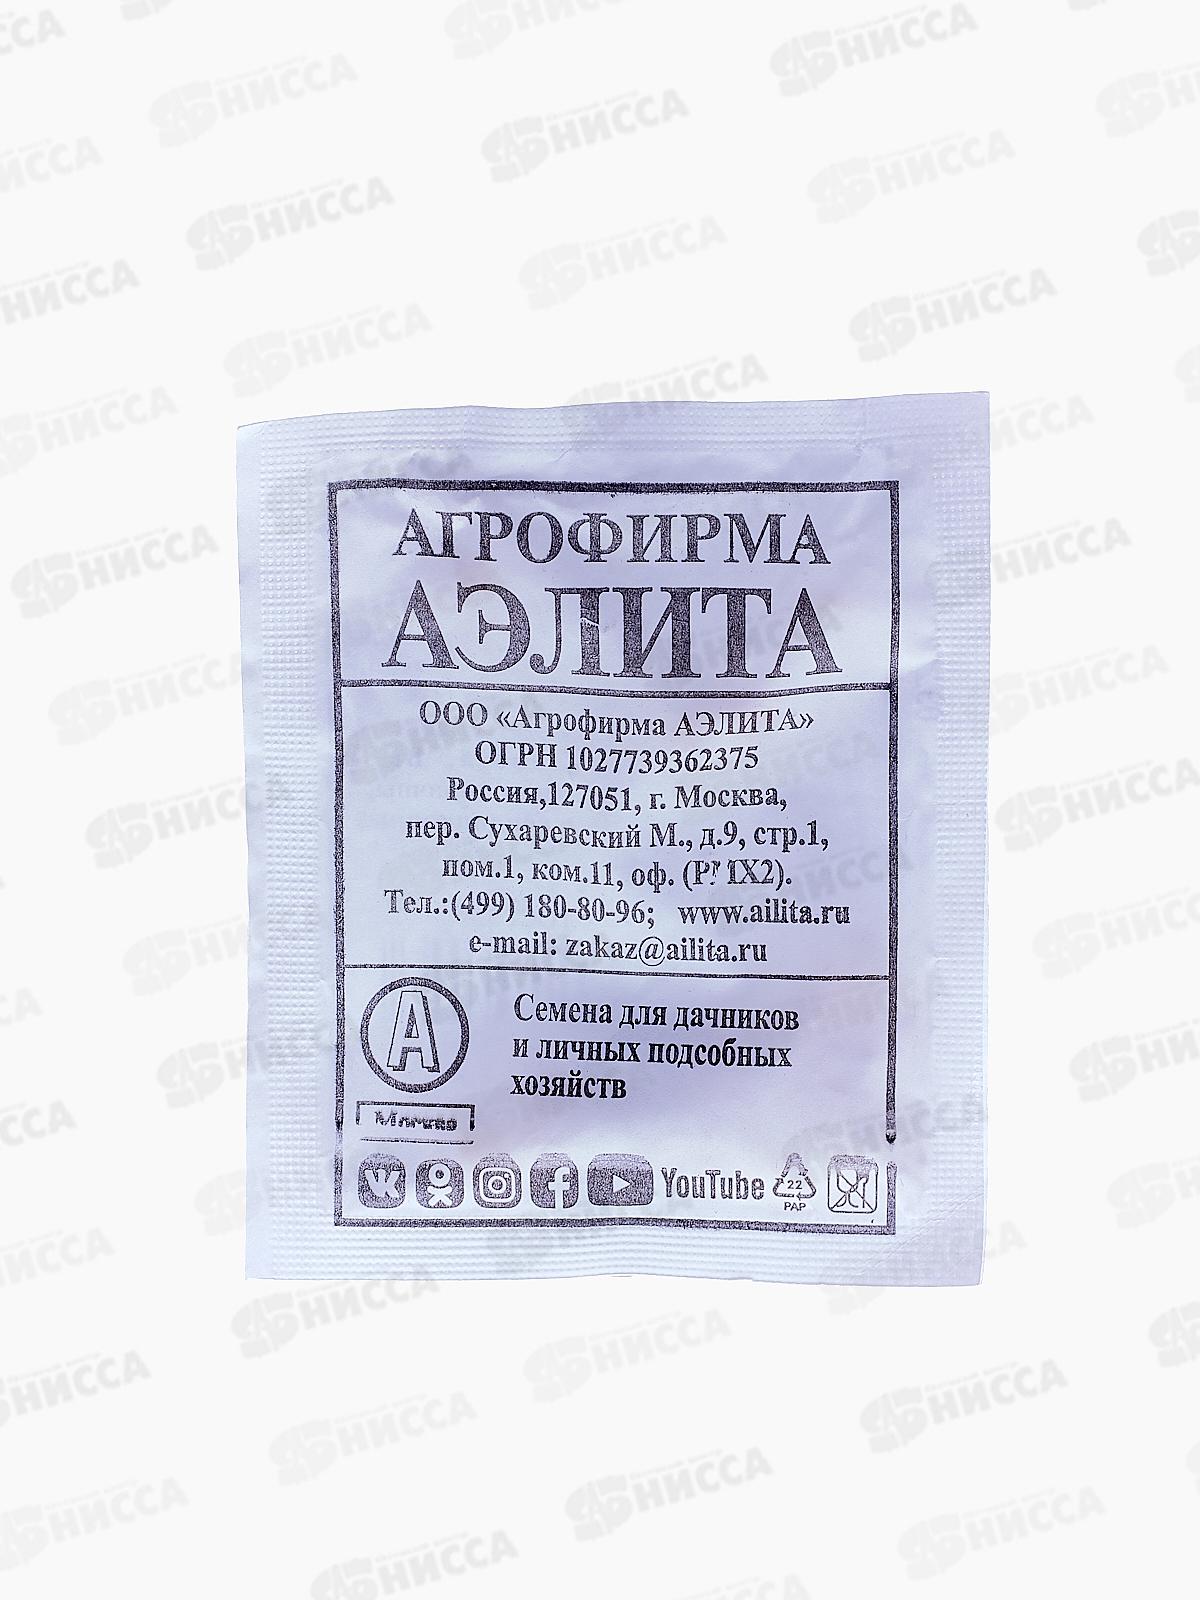 АГРОФИРМА
АЭЛИТА
ООО «Агрофирма АЭЛИТА»
ОГРН 1027739362375
Россия,127051, г. Москва,
пер. Сухаревский М., д.9, стр.1,
пом.1, ком.11, оф.
Тел.:(499) 180-80-96; www.ailita.ru
e-mail: zakaz@ailita.ru
А
Семена для дачников
и личных подсобных
хозяйств
YouTube
22
PAP
НИССА